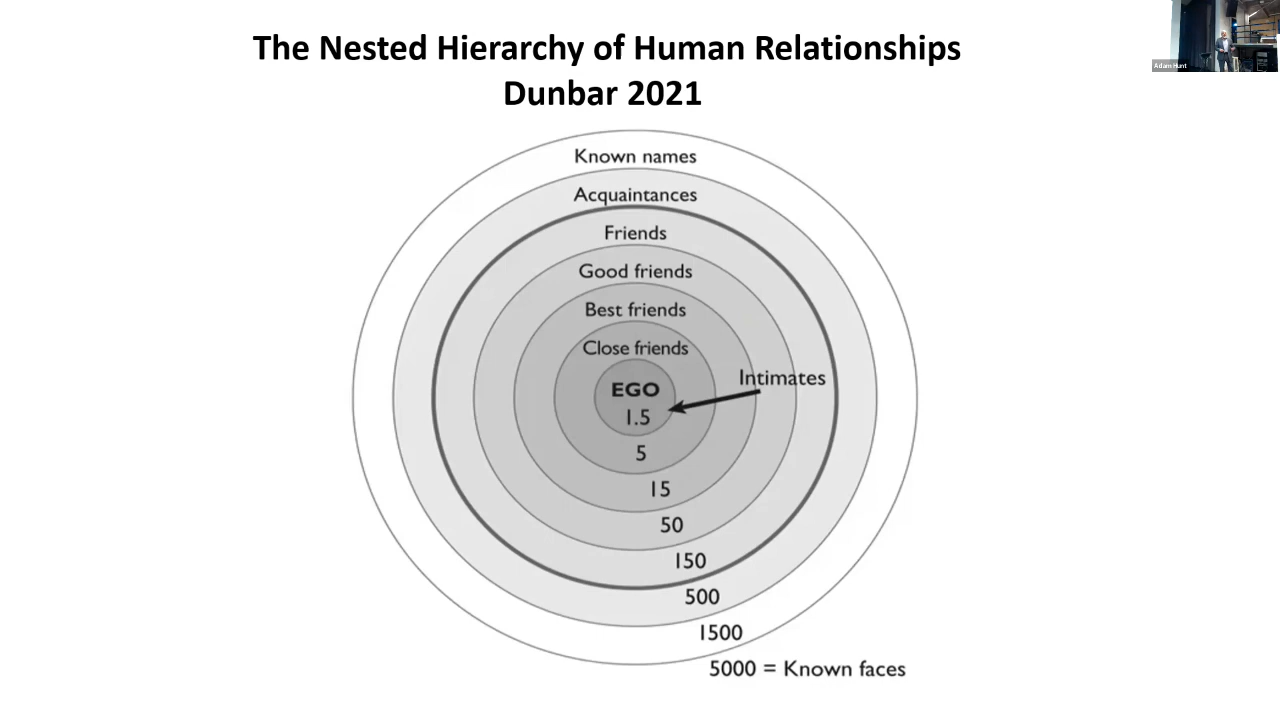 The Nested Hierarchy of Human Relationships
Dunbar 2021
Adam Hunt
Known names
Acquaintances
Friends
Good friends
Best friends
Close friends
Intimates
EGO
1.5
5
15
50
150
500
1500
5000 = Known faces